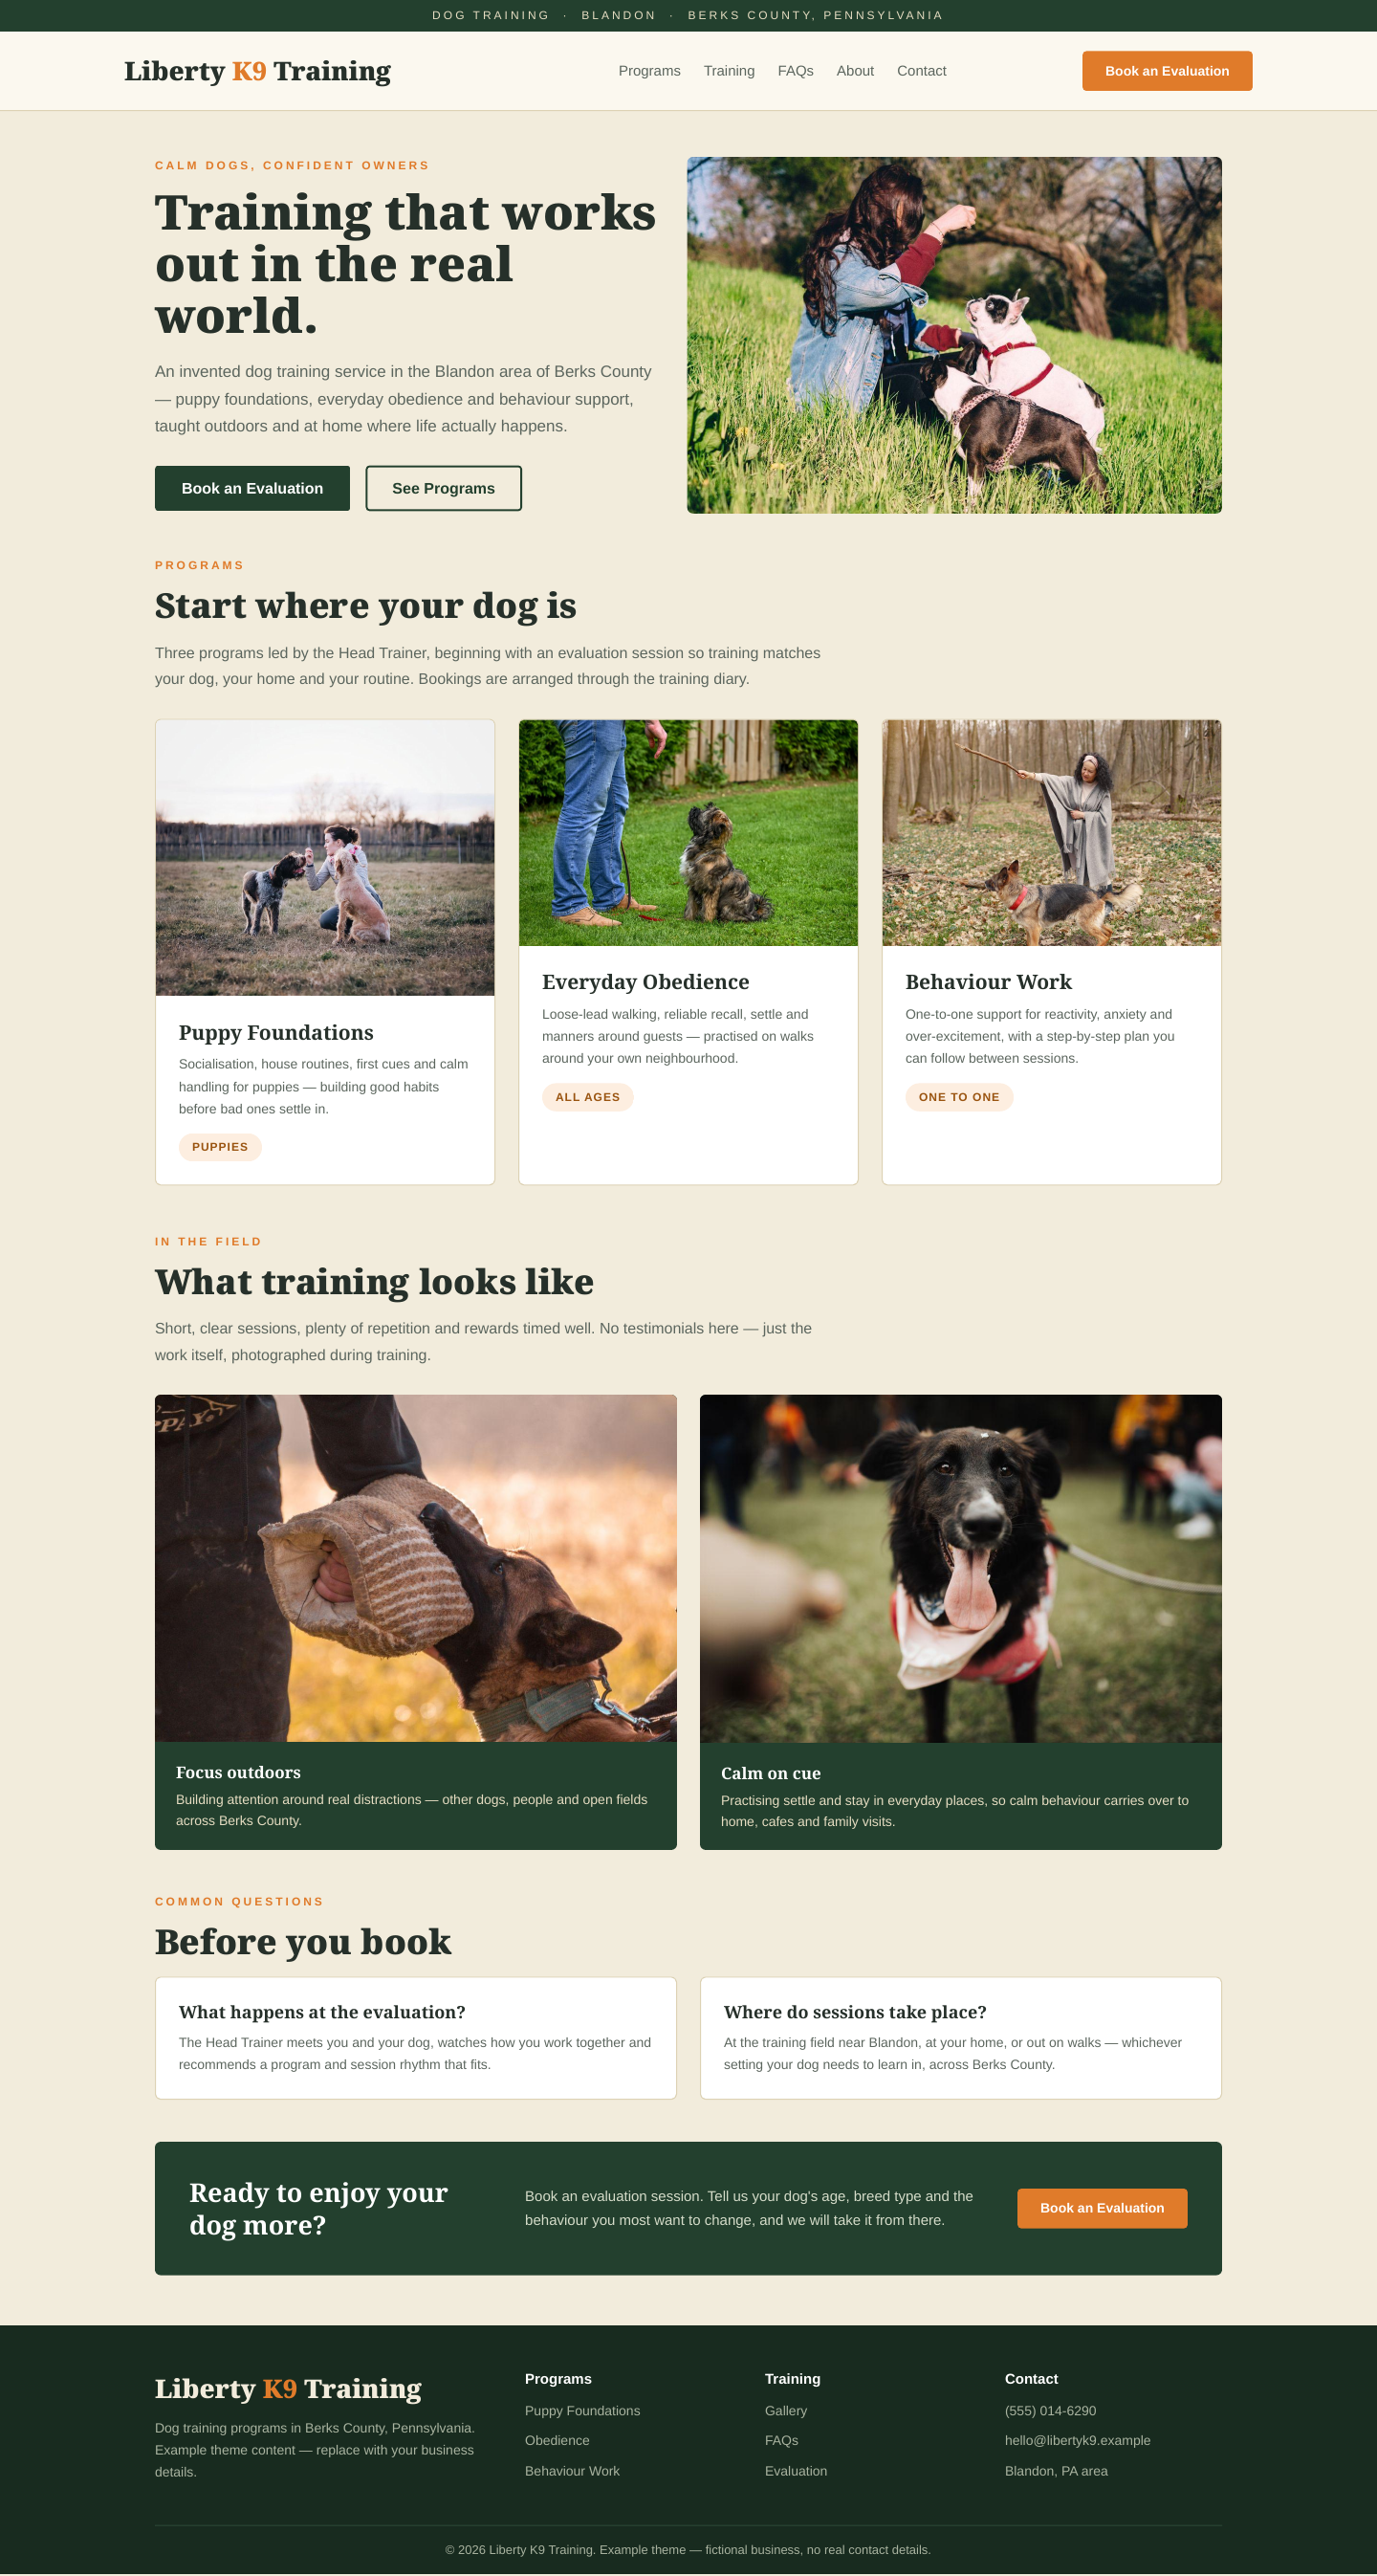 DOG TRAINING · BLANDON · BERKS COUNTY, PENNSYLVANIA
Liberty K9 Training
Programs Training FAQs About Contact
Book an Evaluation
CALM DOGS, CONFIDENT OWNERS
Training that works
out in the real
world.
An invented dog training service in the Blandon area of Berks County
— puppy foundations, everyday obedience and behaviour support,
taught outdoors and at home where life actually happens.
Book an Evaluation
See Programs
PROGRAMS
Start where your dog is
Three programs led by the Head Trainer, beginning with an evaluation session so training matches
your dog, your home and your routine. Bookings are arranged through the training diary.
Puppy Foundations
Socialisation, house routines, first cues and calm
handling for puppies — building good habits
before bad ones settle in.
PUPPIES
Everyday Obedience
Loose-lead walking, reliable recall, settle and
manners around guests — practised on walks
around your own neighbourhood.
ALL AGES
Behaviour Work
One-to-one support for reactivity, anxiety and
over-excitement, with a step-by-step plan you
can follow between sessions.
ONE TO ONE
IN THE FIELD
What training looks like
Short, clear sessions, plenty of repetition and rewards timed well. No testimonials here — just the
work itself, photographed during training.
Focus outdoors
Building attention around real distractions — other dogs, people and open fields
across Berks County.
Calm on cue
Practising settle and stay in everyday places, so calm behaviour carries over to
home, cafes and family visits.
COMMON QUESTIONS
Before you book
What happens at the evaluation?
The Head Trainer meets you and your dog, watches how you work together and
recommends a program and session rhythm that fits.
Where do sessions take place?
At the training field near Blandon, at your home, or out on walks — whichever
setting your dog needs to learn in, across Berks County.
Ready to enjoy your
dog more?
Book an evaluation session. Tell us your dog's age, breed type and the
behaviour you most want to change, and we will take it from there.
Book an Evaluation
Liberty K9 Training
Dog training programs in Berks County, Pennsylvania.
Example theme content — replace with your business
details.
Programs
Puppy Foundations
Obedience
Behaviour Work
Training
Gallery
FAQs
Evaluation
Contact
(555) 014-6290
hello@libertyk9.example
Blandon, PA area
© 2026 Liberty K9 Training. Example theme — fictional business, no real contact details.